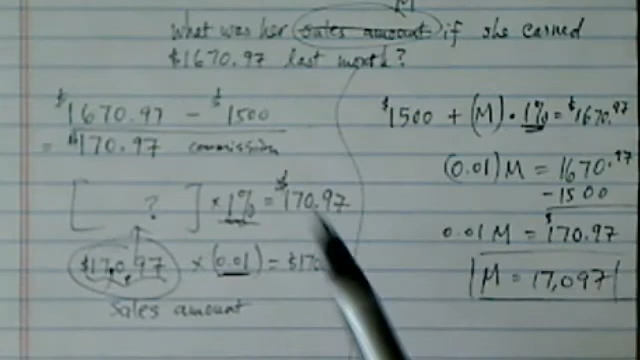 M
What was her sales amount if she earned
$1670.97 last month?
$1670.97 - $1500
= $170.97 commission
[ ? ] × 1% = $170.97
$17,097 × (0.01) = $170
Sales amount
$1500 + (M) · 1% = $1670.97
(0.01) M = 1670.97
- 1500
0.01 M = $170.97
M = 17,097